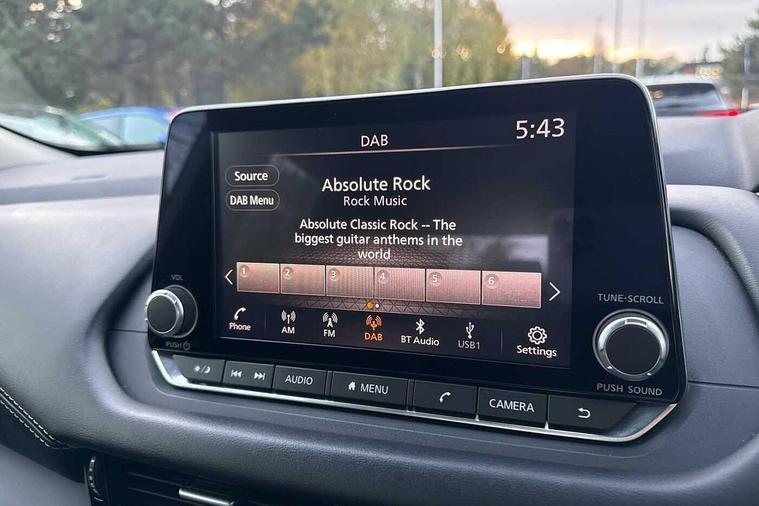 DAB
5:43
Source
DAB Menu
Absolute Rock
Rock Music
Absolute Classic Rock -- The
biggest guitar anthems in the
world
1 2 3 4 5 6
Phone
AM
FM
DAB
BT Audio
USB1
Settings
VOL
PUSH
TUNE·SCROLL
PUSH SOUND
AUDIO
MENU
CAMERA